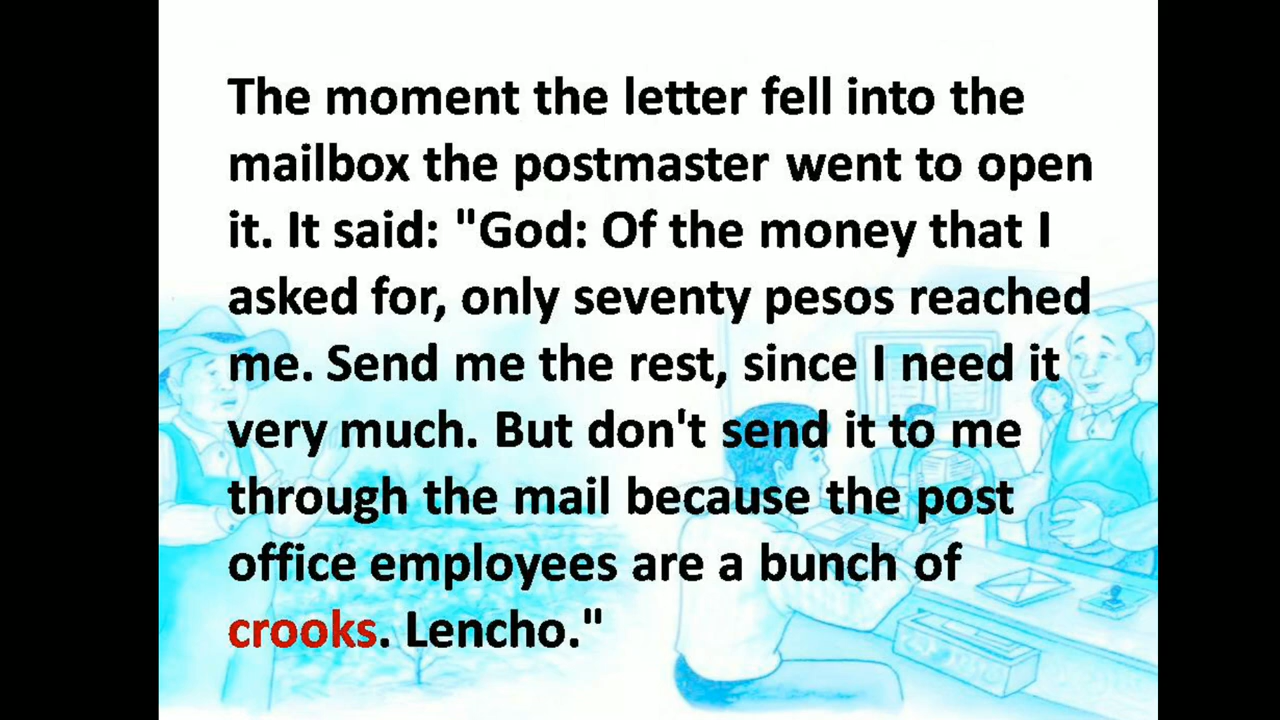 The moment the letter fell into the
mailbox the postmaster went to open
it. It said: "God: Of the money that I
asked for, only seventy pesos reached
me. Send me the rest, since I need it
very much. But don't send it to me
through the mail because the post
office employees are a bunch of
crooks. Lencho."